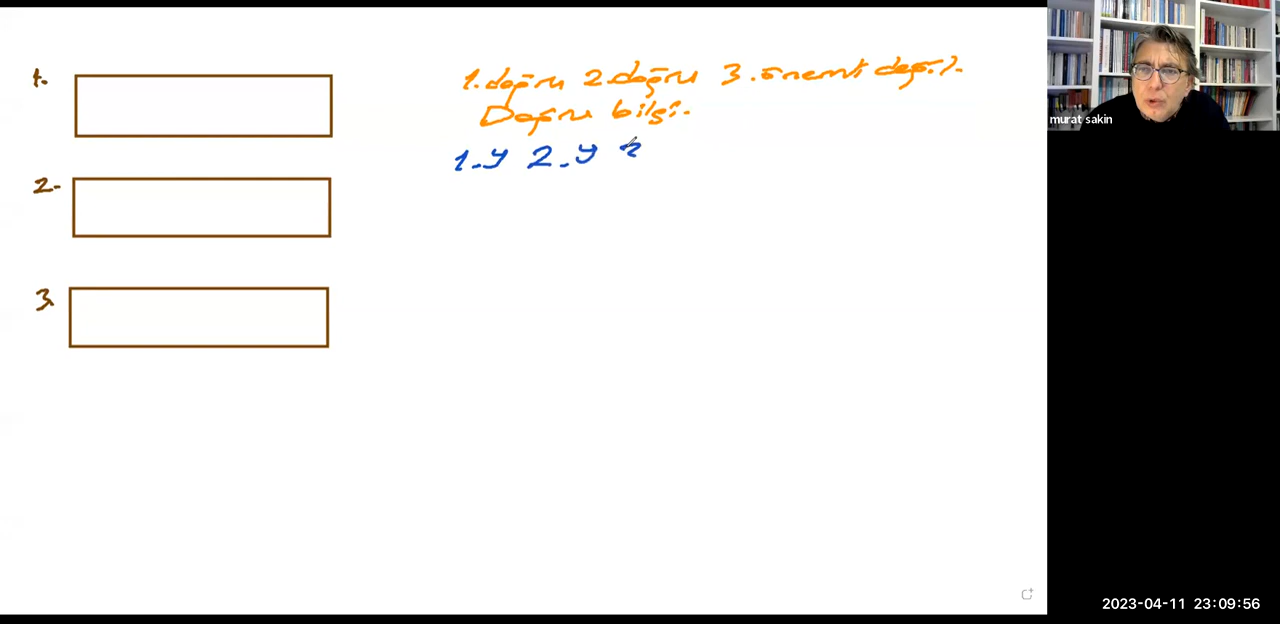 1.
1.doğru 2.doğru 3.önemli değil.
Doğru bilgi.
1.y 2.y
2-
3.
murat sakin
2023-04-11 23:09:56